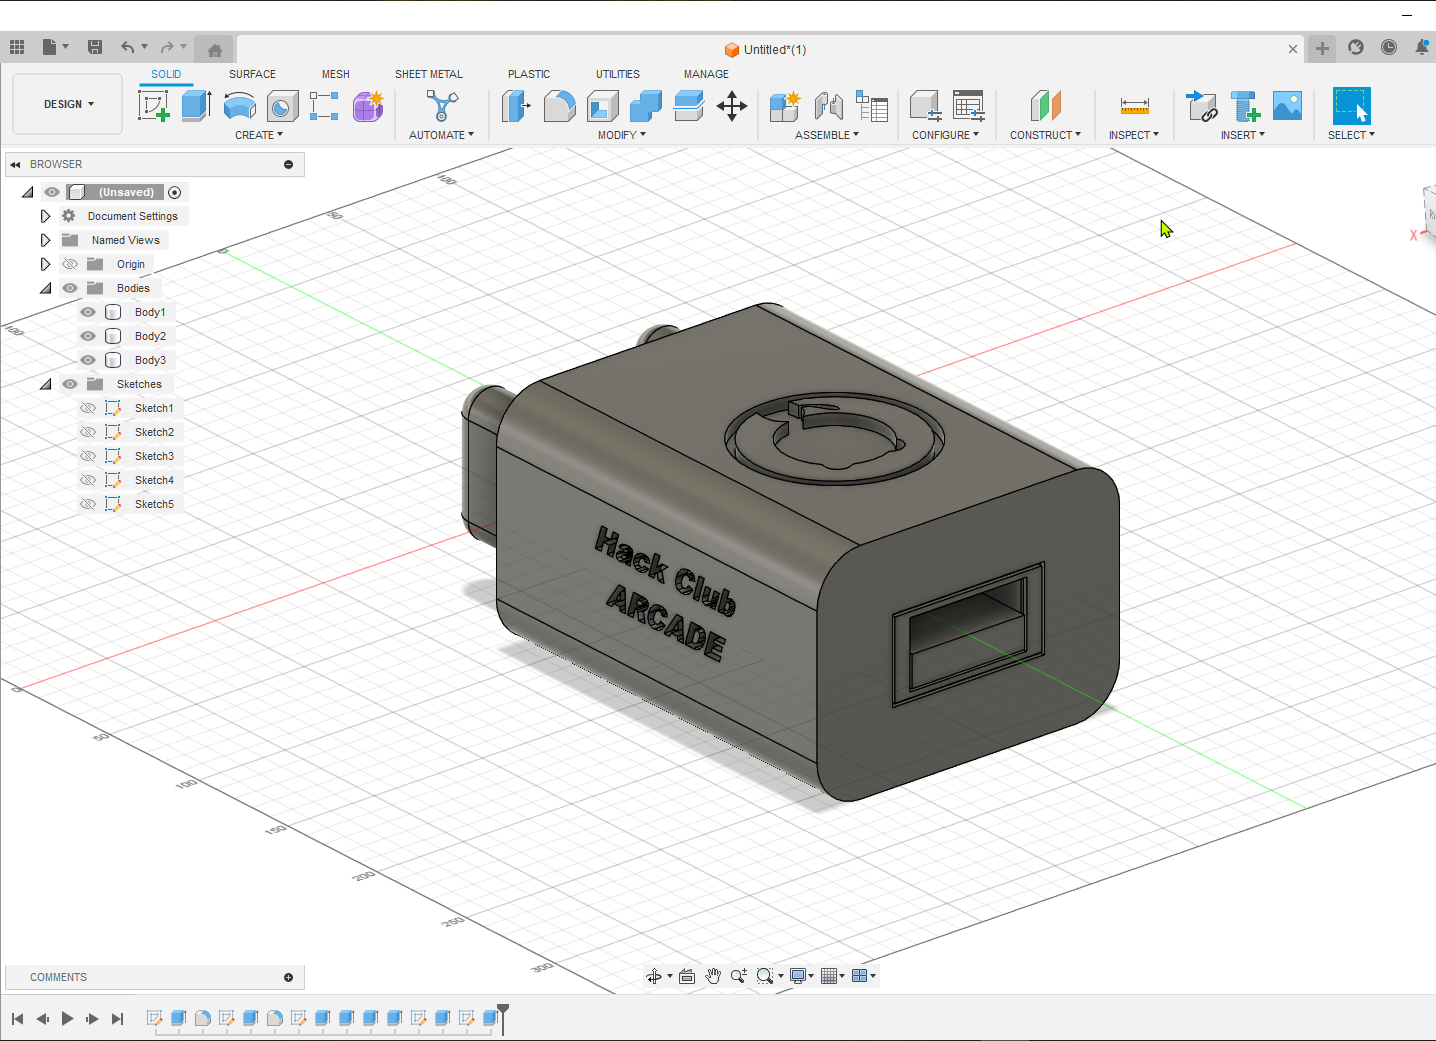 Untitled*(1)
DESIGN
SOLID
SURFACE
MESH
SHEET METAL
PLASTIC
UTILITIES
MANAGE
CREATE
AUTOMATE
MODIFY
ASSEMBLE
CONFIGURE
CONSTRUCT
INSPECT
INSERT
SELECT
BROWSER
(Unsaved)
Document Settings
Named Views
Origin
Bodies
Body1
Body2
Body3
Sketches
Sketch1
Sketch2
Sketch3
Sketch4
Sketch5
X
Hack Club
ARCADE
50
100
150
200
250
300
COMMENTS